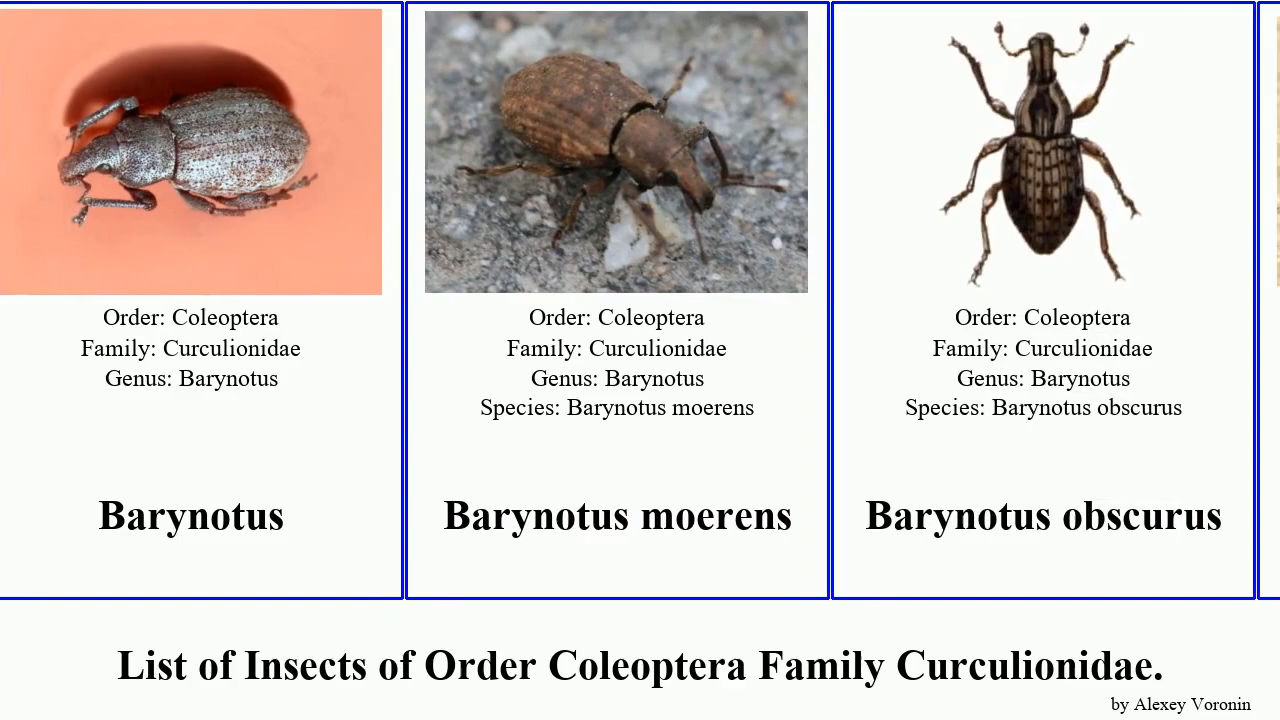 Order: Coleoptera
Family: Curculionidae
Genus: Barynotus
Barynotus
Order: Coleoptera
Family: Curculionidae
Genus: Barynotus
Species: Barynotus moerens
Barynotus moerens
Order: Coleoptera
Family: Curculionidae
Genus: Barynotus
Species: Barynotus obscurus
Barynotus obscurus
List of Insects of Order Coleoptera Family Curculionidae.
by Alexey Voronin